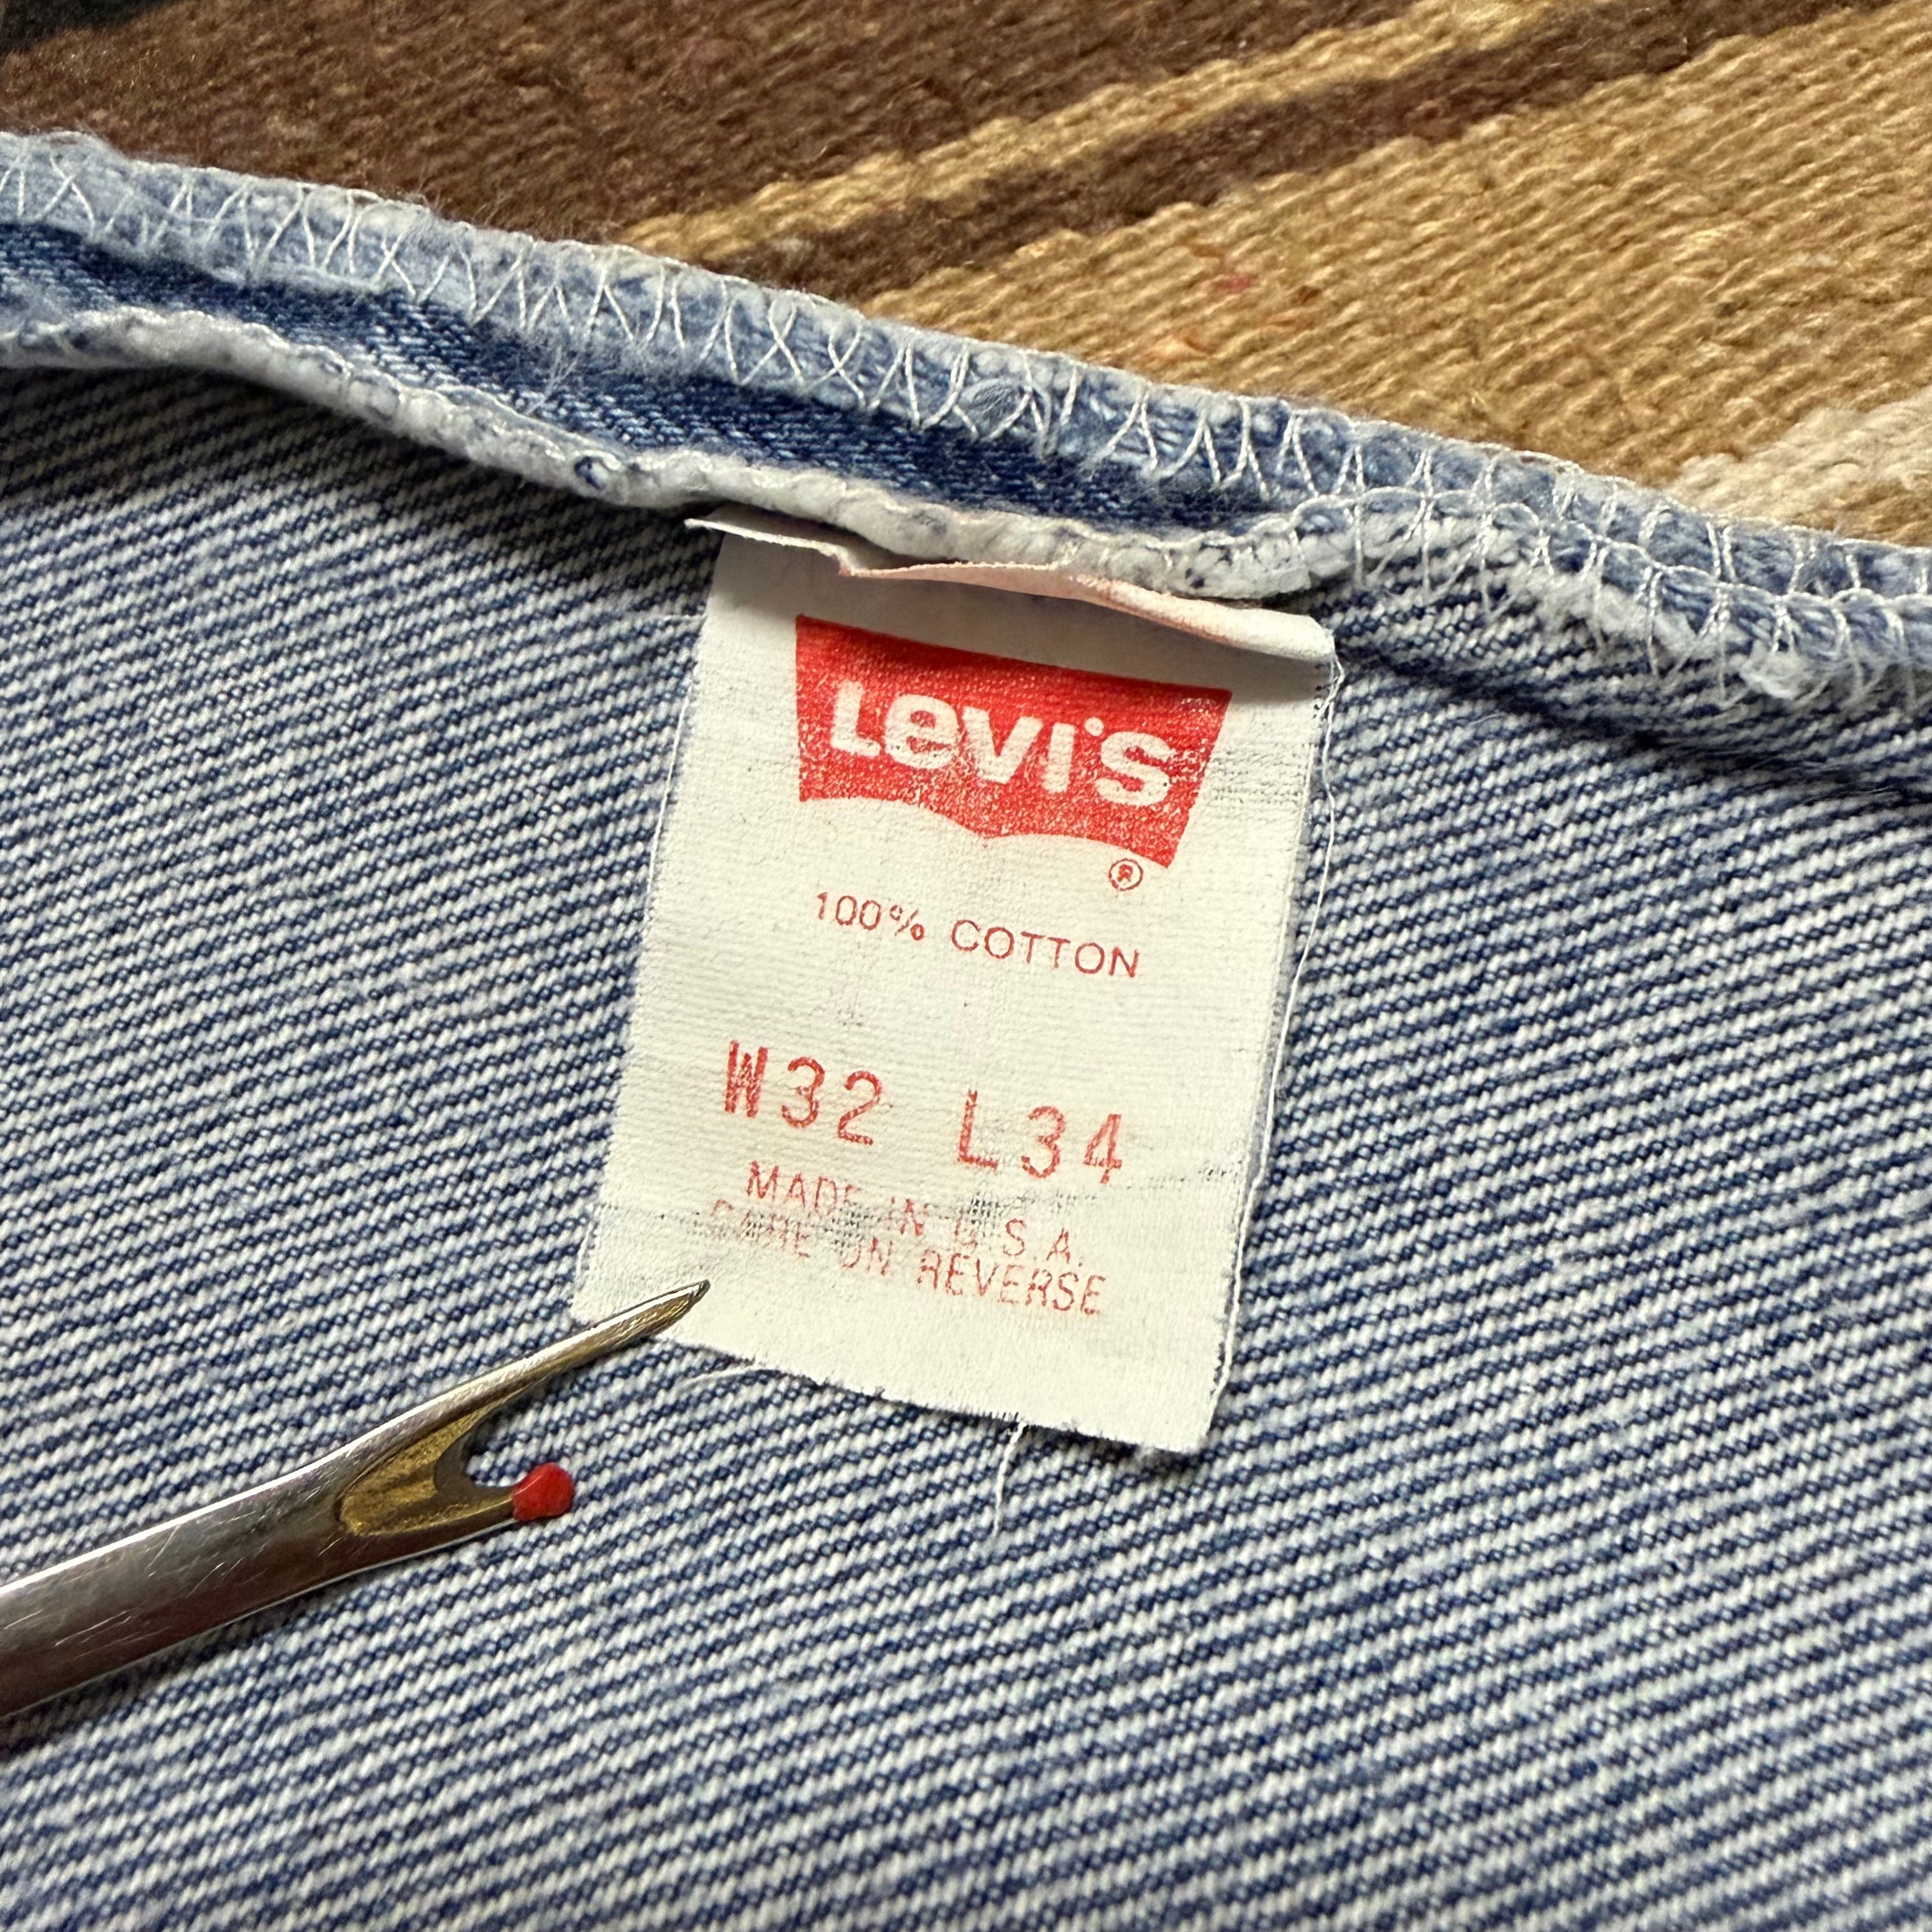 Levi's
®
100% COTTON
W32 L34
MADE IN U.S.A.
CARE ON REVERSE